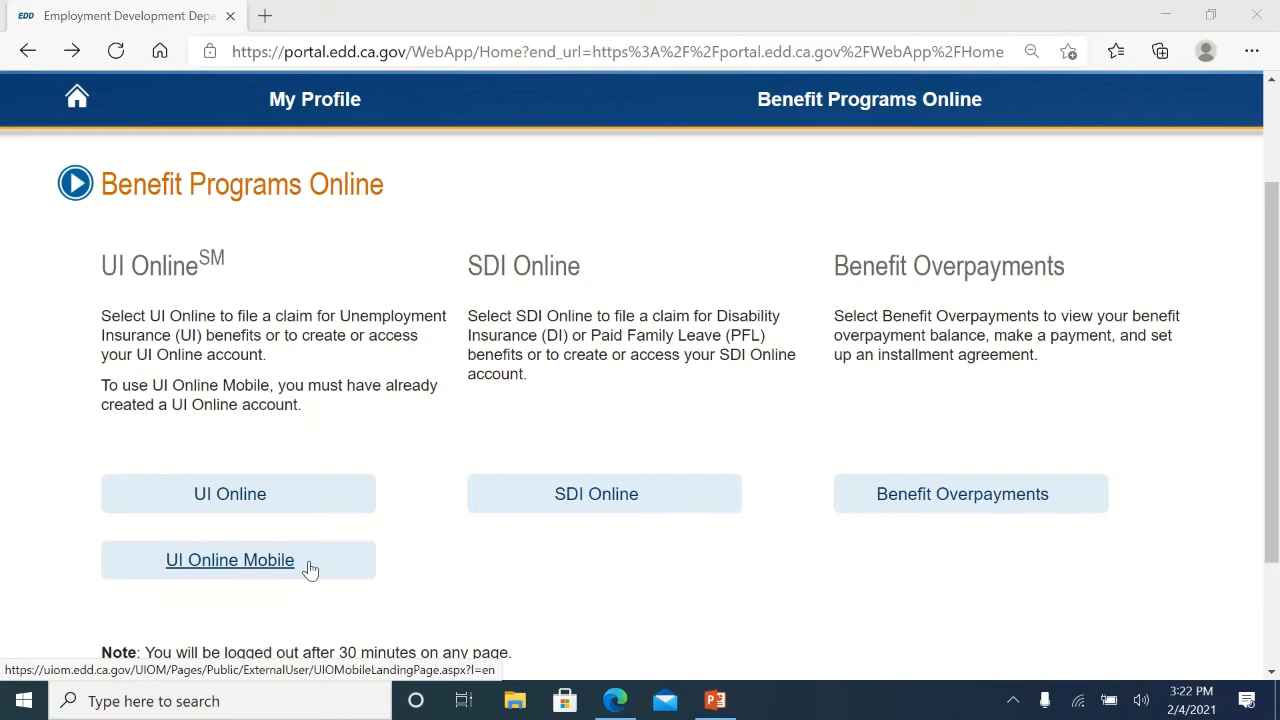 EDD Employment Development Depa
https://portal.edd.ca.gov/WebApp/Home?end_url=https%3A%2F%2Fportal.edd.ca.gov%2FWebApp%2FHome
My Profile
Benefit Programs Online
Benefit Programs Online
UI OnlineSM
Select UI Online to file a claim for Unemployment
Insurance (UI) benefits or to create or access
your UI Online account.
To use UI Online Mobile, you must have already
created a UI Online account.
UI Online
UI Online Mobile
SDI Online
Select SDI Online to file a claim for Disability
Insurance (DI) or Paid Family Leave (PFL)
benefits or to create or access your SDI Online
account.
SDI Online
Benefit Overpayments
Select Benefit Overpayments to view your benefit
overpayment balance, make a payment, and set
up an installment agreement.
Benefit Overpayments
Note: You will be logged out after 30 minutes on any page.
https://uiom.edd.ca.gov/UIOM/Pages/Public/ExternalUser/UIOMobileLandingPage.aspx?l=en
Type here to search
3:22 PM
2/4/2021